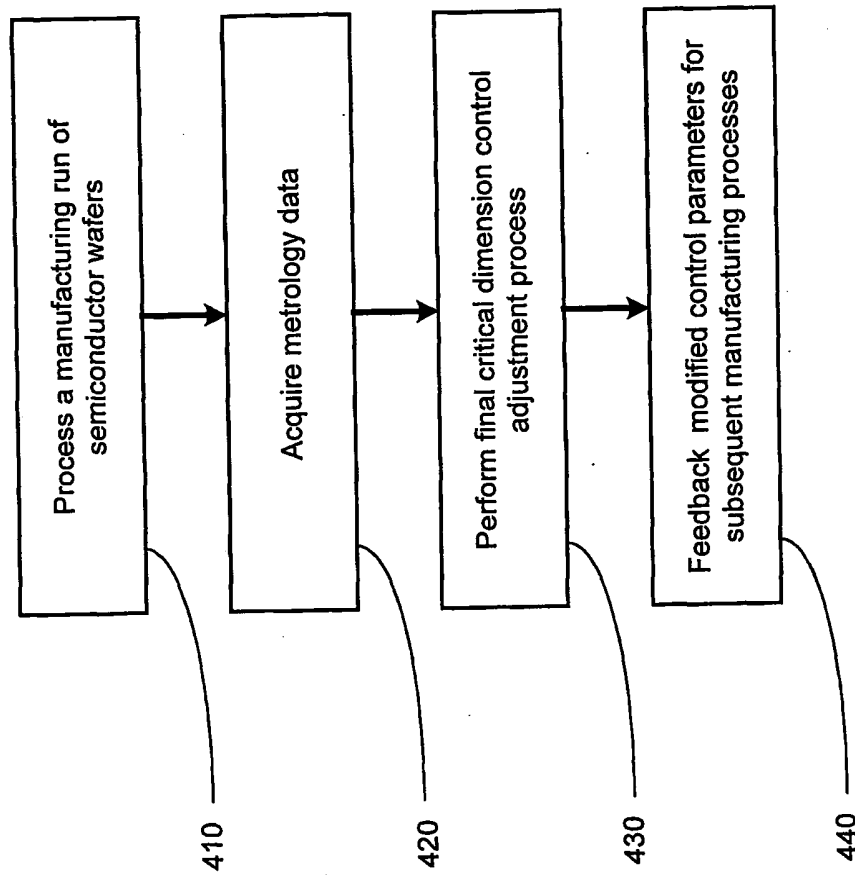 Process a manufacturing run of
semiconductor wafers
410
Acquire metrology data
420
Perform final critical dimension control
adjustment process
430
Feedback modified control parameters for
subsequent manufacturing processes
440